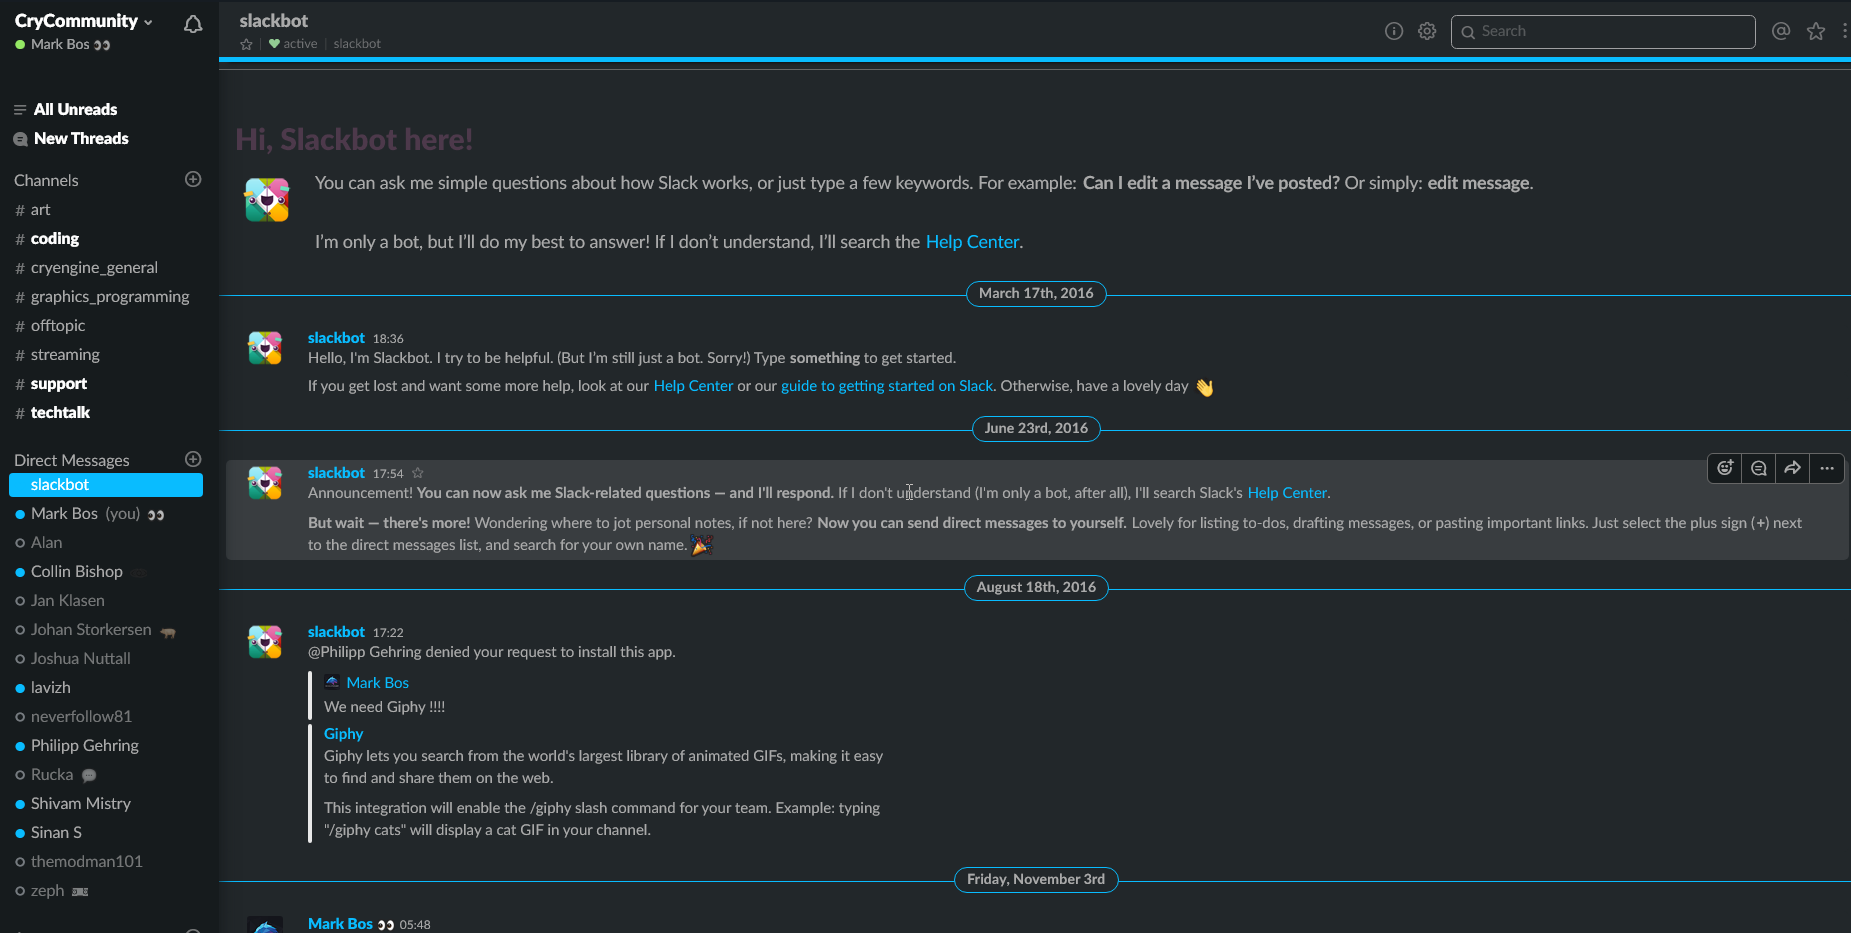 CryCommunity
Mark Bos
All Unreads
New Threads
Channels
# art
# coding
# cryengine_general
# graphics_programming
# offtopic
# streaming
# support
# techtalk
Direct Messages
slackbot
Mark Bos (you)
Alan
Collin Bishop
Jan Klasen
Johan Storkersen
Joshua Nuttall
lavizh
neverfollow81
Philipp Gehring
Rucka
Shivam Mistry
Sinan S
themodman101
zeph
slackbot
active | slackbot
Search
Hi, Slackbot here!
You can ask me simple questions about how Slack works, or just type a few keywords. For example: Can I edit a message I’ve posted? Or simply: edit message.
I’m only a bot, but I’ll do my best to answer! If I don’t understand, I’ll search the Help Center.
March 17th, 2016
slackbot 18:36
Hello, I'm Slackbot. I try to be helpful. (But I’m still just a bot. Sorry!) Type something to get started.
If you get lost and want some more help, look at our Help Center or our guide to getting started on Slack. Otherwise, have a lovely day 👋
June 23rd, 2016
slackbot 17:54
Announcement! You can now ask me Slack-related questions — and I'll respond. If I don't understand (I'm only a bot, after all), I'll search Slack's Help Center.
But wait — there's more! Wondering where to jot personal notes, if not here? Now you can send direct messages to yourself. Lovely for listing to-dos, drafting messages, or pasting important links. Just select the plus sign (+) next
to the direct messages list, and search for your own name. 🎉
August 18th, 2016
slackbot 17:22
@Philipp Gehring denied your request to install this app.
Mark Bos
We need Giphy !!!!
Giphy
Giphy lets you search from the world's largest library of animated GIFs, making it easy
to find and share them on the web.
This integration will enable the /giphy slash command for your team. Example: typing
"/giphy cats" will display a cat GIF in your channel.
Friday, November 3rd
Mark Bos 👀 05:48